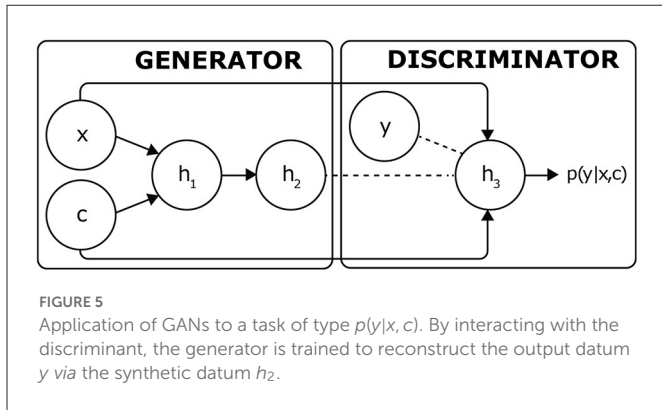 GENERATOR
DISCRIMINATOR
x
y
h₁
h₂
h₃
p(y|x,c)
c
FIGURE 5
Application of GANs to a task of type p(y|x, c). By interacting with the
discriminant, the generator is trained to reconstruct the output datum
y via the synthetic datum h₂.